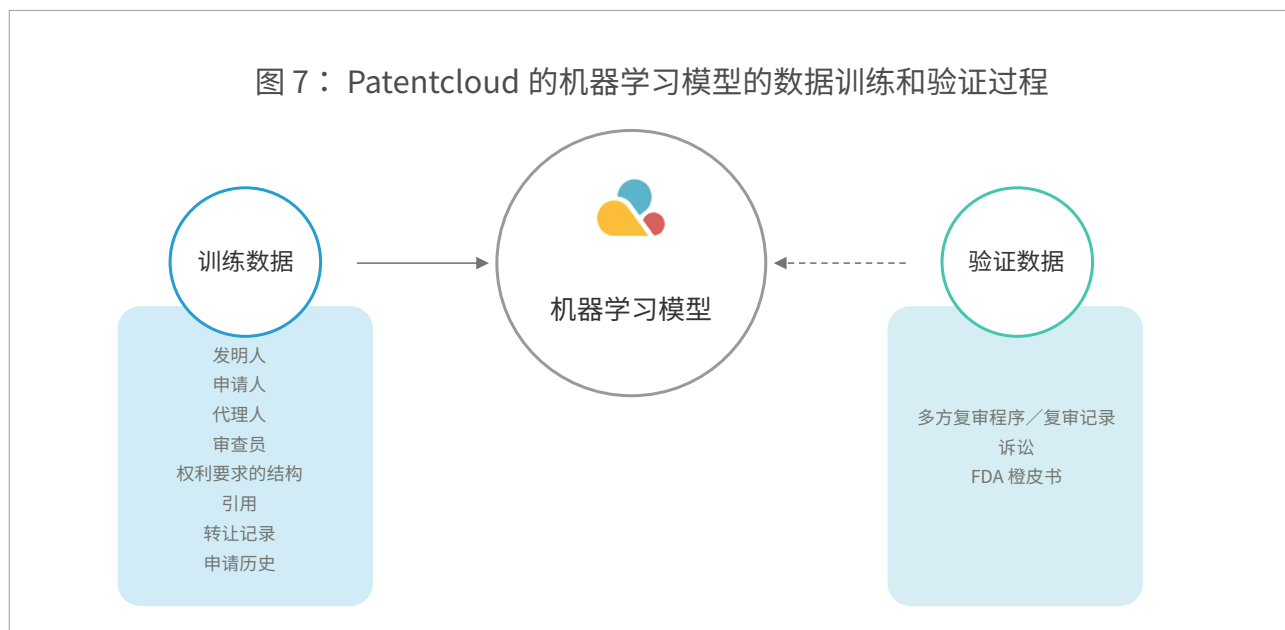 图 7： Patentcloud 的机器学习模型的数据训练和验证过程
训练数据
发明人
申请人
代理人
审查员
权利要求的结构
引用
转让记录
申请历史
机器学习模型
验证数据
多方复审程序／复审记录
诉讼
FDA 橙皮书